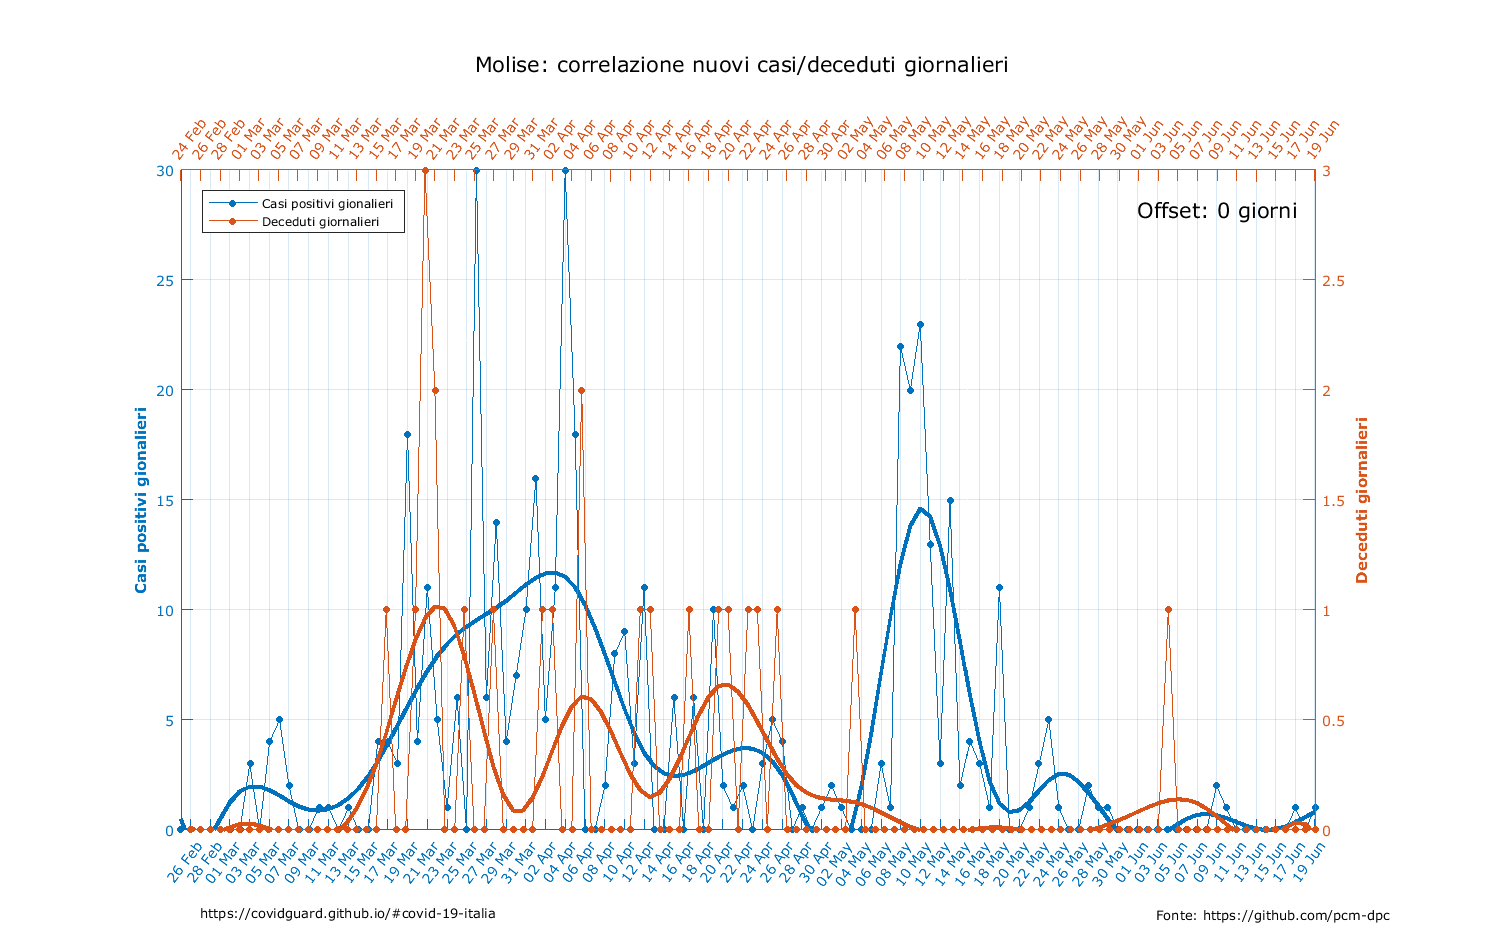 Molise: correlazione nuovi casi/deceduti giornalieri
24 Feb
26 Feb
28 Feb
01 Mar
03 Mar
05 Mar
07 Mar
09 Mar
11 Mar
13 Mar
15 Mar
17 Mar
19 Mar
21 Mar
23 Mar
25 Mar
27 Mar
29 Mar
31 Mar
02 Apr
04 Apr
06 Apr
08 Apr
10 Apr
12 Apr
14 Apr
16 Apr
18 Apr
20 Apr
22 Apr
24 Apr
26 Apr
28 Apr
30 Apr
02 May
04 May
06 May
08 May
10 May
12 May
14 May
16 May
18 May
20 May
22 May
24 May
26 May
28 May
30 May
01 Jun
03 Jun
05 Jun
07 Jun
09 Jun
11 Jun
13 Jun
15 Jun
17 Jun
19 Jun
Casi positivi gionalieri
Deceduti giornalieri
Offset: 0 giorni
30
25
20
15
10
5
0
Casi positivi gionalieri
3
2.5
2
1.5
1
0.5
0
Deceduti giornalieri
26 Feb
28 Feb
01 Mar
03 Mar
05 Mar
07 Mar
09 Mar
11 Mar
13 Mar
15 Mar
17 Mar
19 Mar
21 Mar
23 Mar
25 Mar
27 Mar
29 Mar
31 Mar
02 Apr
04 Apr
06 Apr
08 Apr
10 Apr
12 Apr
14 Apr
16 Apr
18 Apr
20 Apr
22 Apr
24 Apr
26 Apr
28 Apr
30 Apr
02 May
04 May
06 May
08 May
10 May
12 May
14 May
16 May
18 May
20 May
22 May
24 May
26 May
28 May
30 May
01 Jun
03 Jun
05 Jun
07 Jun
09 Jun
11 Jun
13 Jun
15 Jun
17 Jun
19 Jun
https://covidguard.github.io/#covid-19-italia
Fonte: https://github.com/pcm-dpc